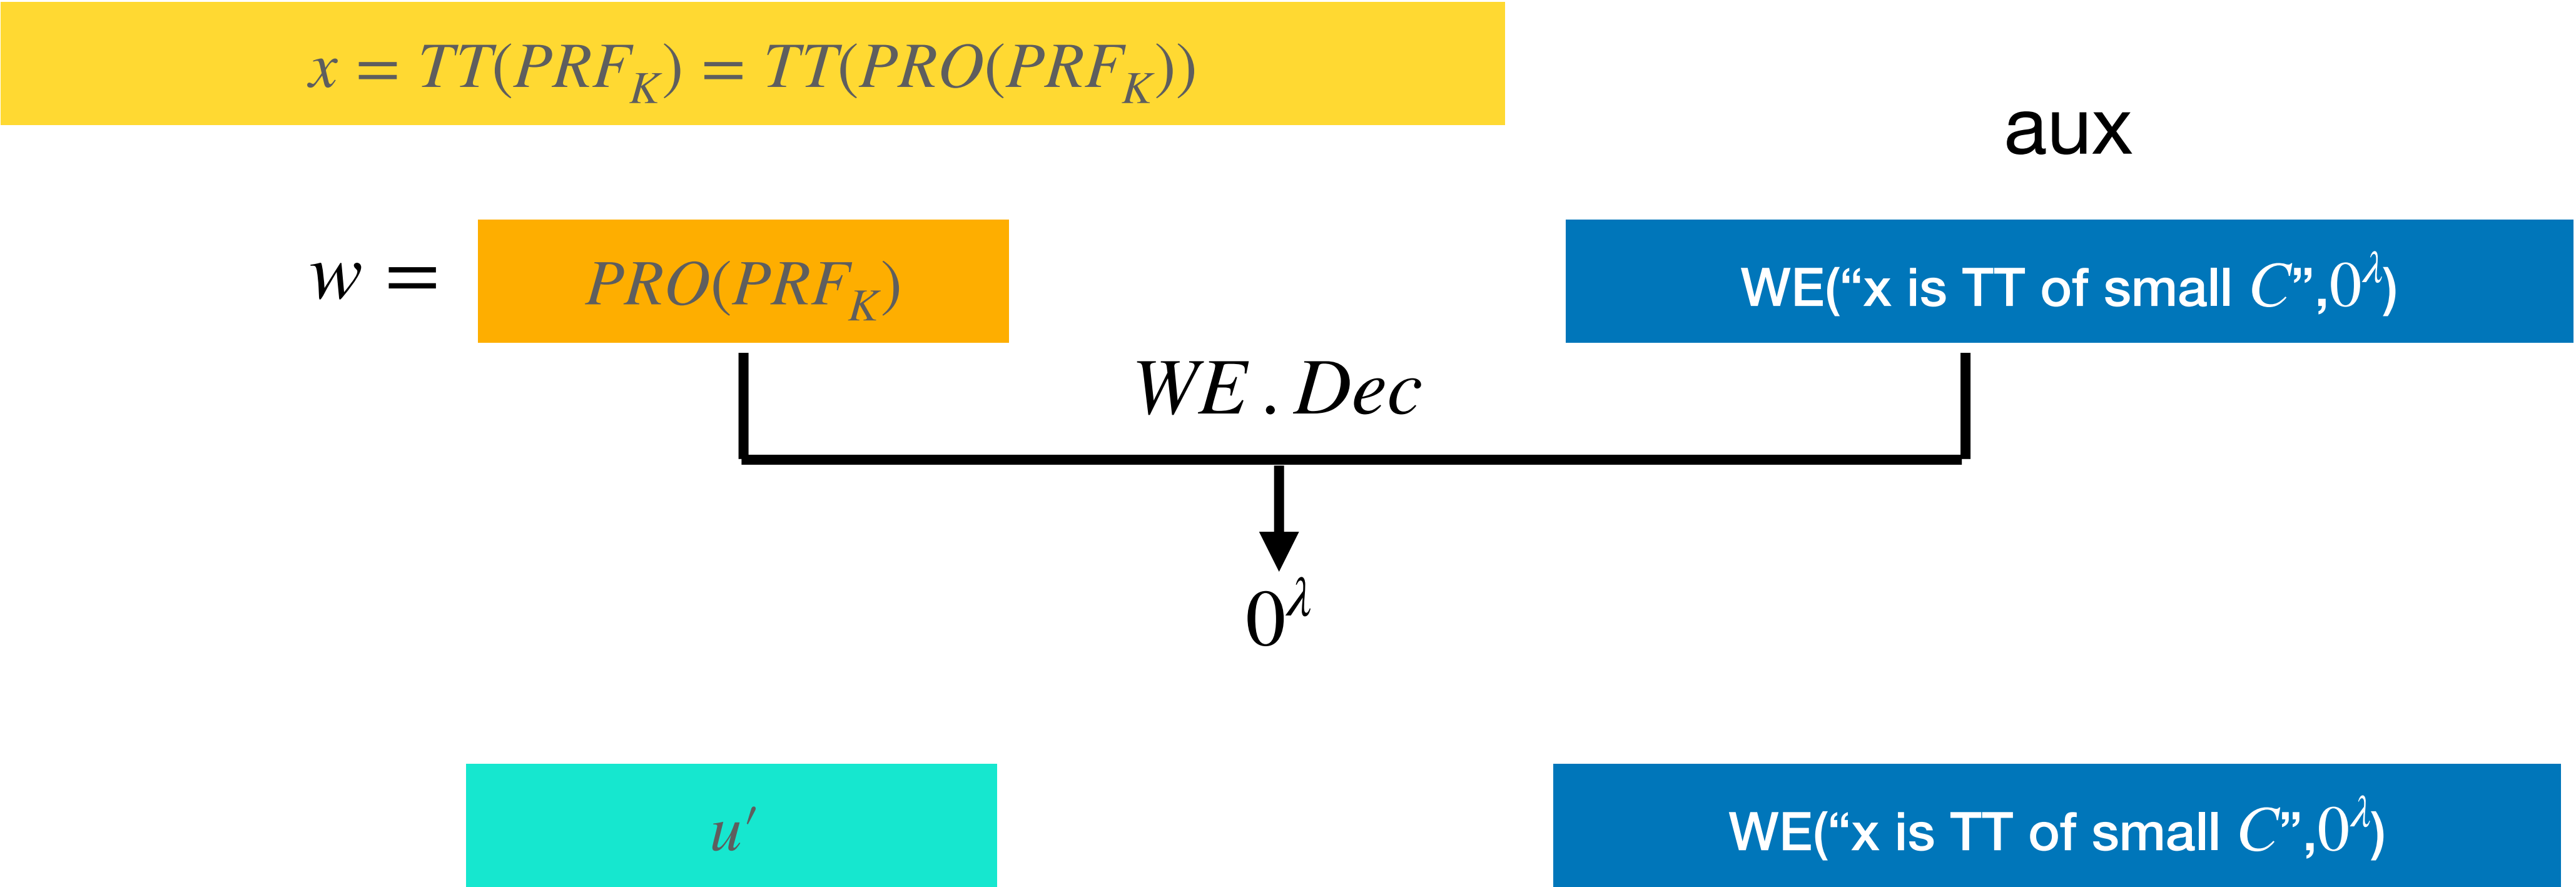 x = TT(PRF_K) = TT(PRO(PRF_K))
aux
w = PRO(PRF_K)
WE(“x is TT of small C”,0^λ)
WE . Dec
0^λ
u′
WE(“x is TT of small C”,0^λ)